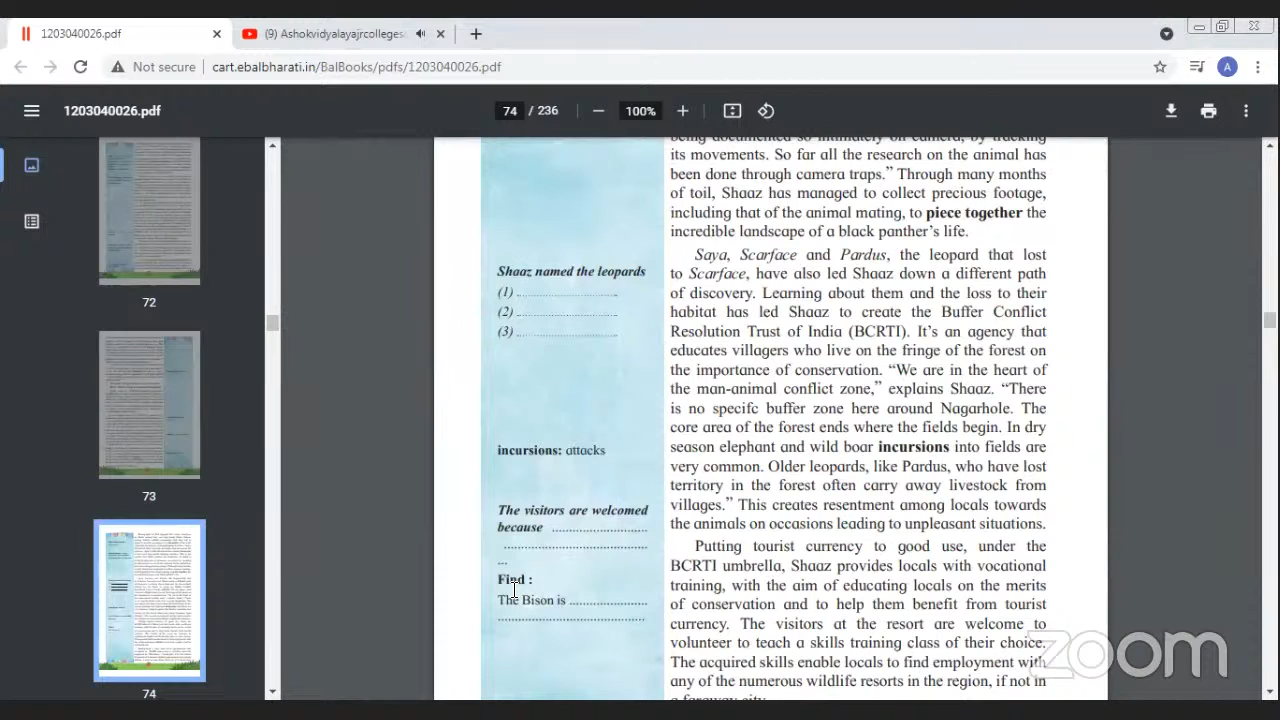 1203040026.pdf
(9) Ashokvidyalayajrcolleges
Not secure
cart.ebalbharati.in/BalBooks/pdfs/1203040026.pdf
A
1203040026.pdf
74 / 236
100%
72
73
74
its movements. So far all the research on the animal has
been done through camera traps.” Through many months
of toil, Shaaz has managed to collect precious footage,
including that of the animal mating, to piece together the
incredible landscape of a black panther’s life.
Saya, Scarface and Pardus, the leopard that lost
to Scarface, have also led Shaaz down a different path
of discovery. Learning about them and the loss to their
habitat has led Shaaz to create the Buffer Conflict
Resolution Trust of India (BCRTI). It’s an agency that
educates villagers who live on the fringe of the forest on
the importance of conservation. “We are in the heart of
the man-animal conflict zone,” explains Shaaz. “There
is no specifc buffer zone here around Nagarhole. The
core area of the forest ends where the fields begin. In dry
season elephant and wild boar incursions into fields are
very common. Older leopards, like Pardus, who have lost
territory in the forest often carry away livestock from
villages.” This creates resentment among locals towards
the animals on occasions leading to unpleasant situations.
Putting tourist money to good use, under the
BCRTI umbrella, Shaaz provides locals with vocational
training, with the aim of tutoring locals on the merits
of conservation and to help them benefit from tourist
currency. The visitors at the resort are welcome to
volunteer to teach a skill-training class of their choice.
The acquired skills enable locals to find employment with
any of the numerous wildlife resorts in the region, if not in
a faraway city.
Shaaz named the leopards
(1) ..............................
(2) ..............................
(3) ..............................
incursions: attacks
The visitors are welcomed
because ..............................
..............................
...
Find :
The Bison is ..............................
..............................
zoom